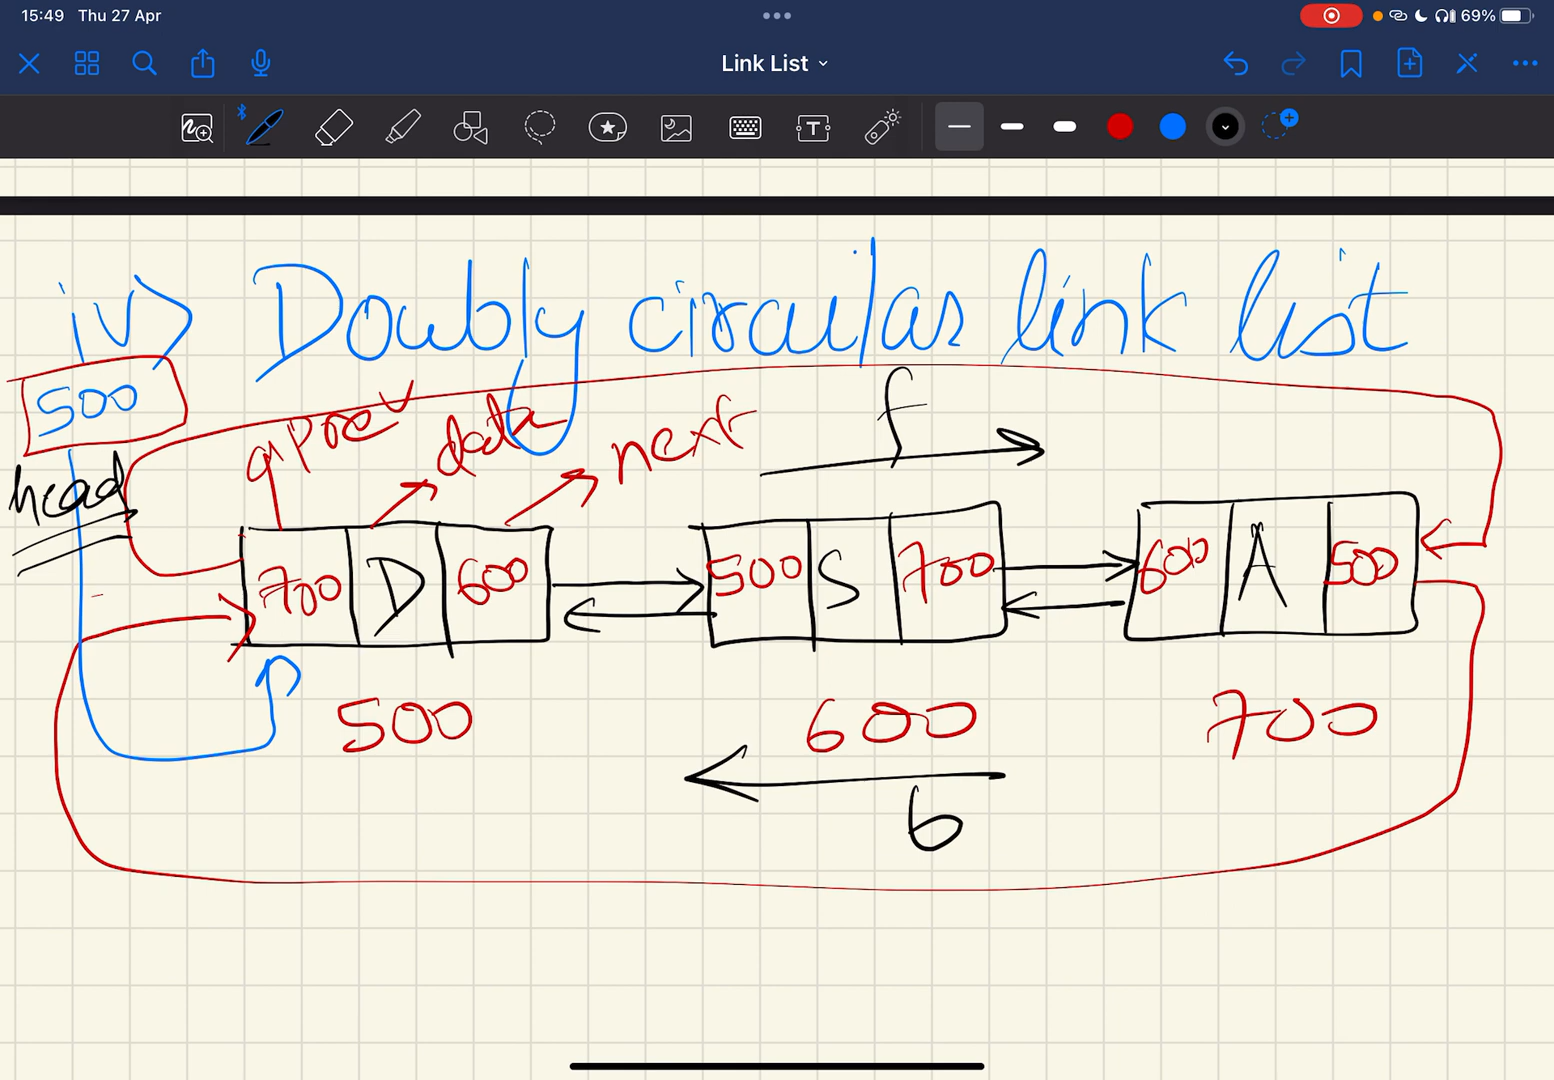 15:49 Thu 27 Apr
69%
Link List
T
iv> Doubly circular link list
500
prev
data
next
f
head
700 D 600
500 S 700
600 A 500
500
600
700
b